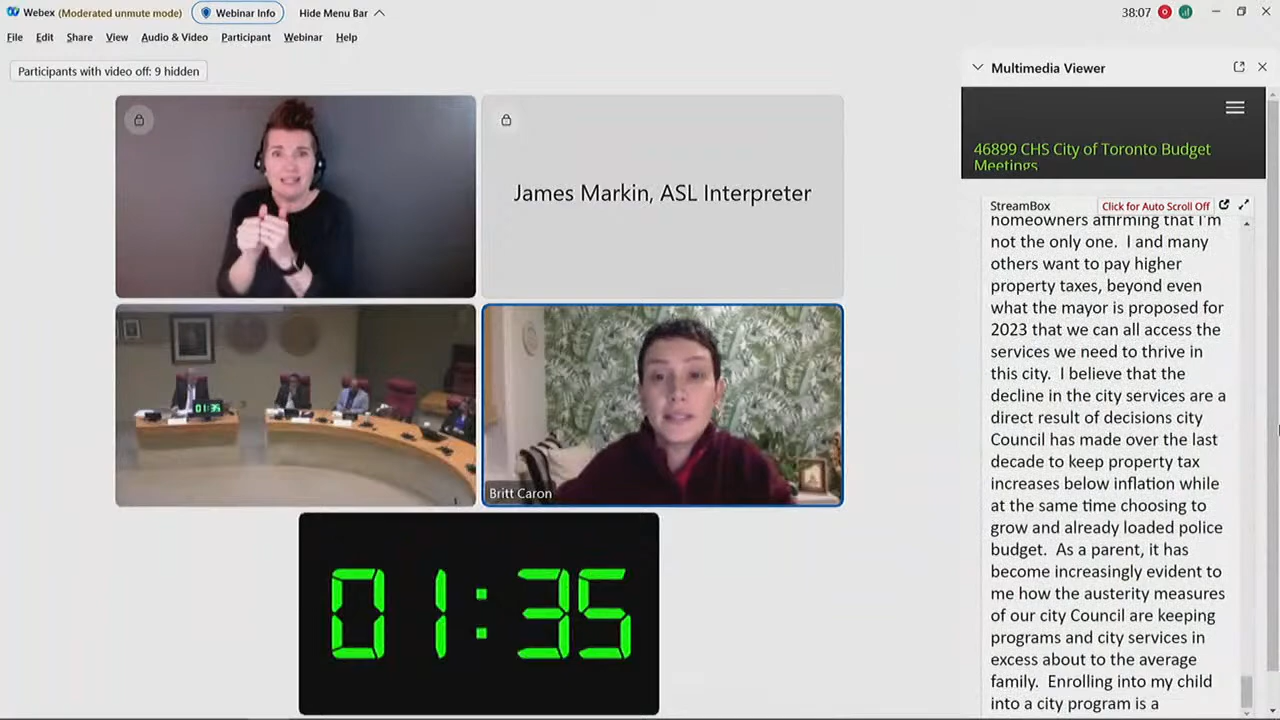 Webex (Moderated unmute mode)
Webinar Info
Hide Menu Bar
38:07
File Edit Share View Audio & Video Participant Webinar Help
Participants with video off: 9 hidden
Multimedia Viewer
46899 CHS City of Toronto Budget
Meetings
James Markin, ASL Interpreter
StreamBox
Click for Auto Scroll Off
homeowners affirming that I'm
not the only one. I and many
others want to pay higher
property taxes, beyond even
what the mayor is proposed for
2023 that we can all access the
services we need to thrive in
this city. I believe that the
decline in the city services are a
direct result of decisions city
Council has made over the last
decade to keep property tax
increases below inflation while
at the same time choosing to
grow and already loaded police
budget. As a parent, it has
become increasingly evident to
me how the austerity measures
of our city Council are keeping
programs and city services in
excess about to the average
family. Enrolling into my child
into a city program is a
01:35
Britt Caron
01:35